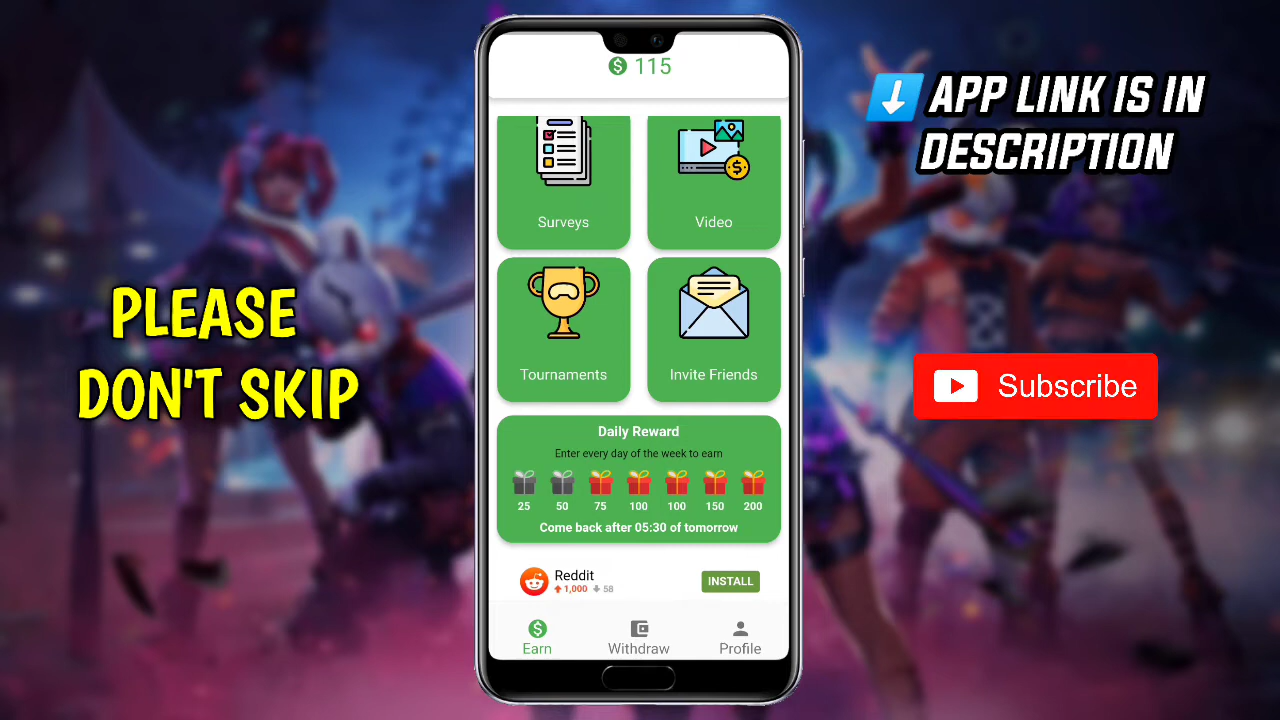 115
Surveys
Video
Tournaments
Invite Friends
Daily Reward
Enter every day of the week to earn
25 50 75 100 100 150 200
Come back after 05:30 of tomorrow
Reddit
1,000 58
INSTALL
Earn
Withdraw
Profile
PLEASE
DON'T SKIP
APP LINK IS IN
DESCRIPTION
Subscribe